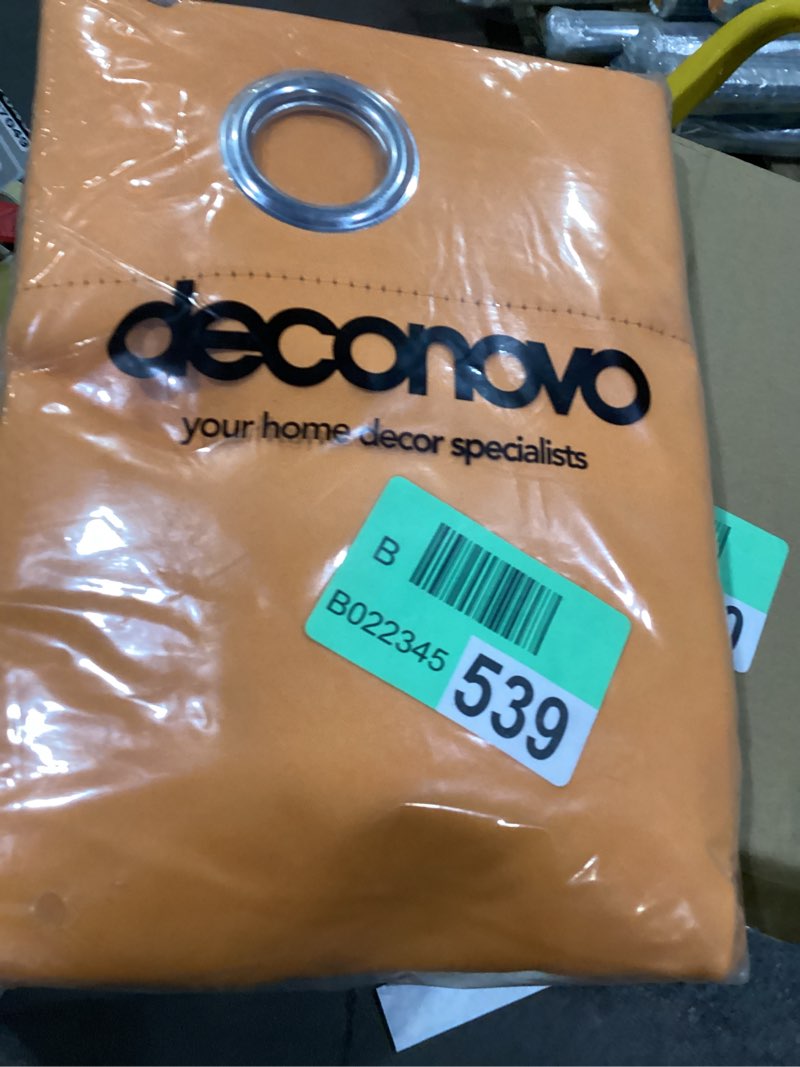 deconovo
your home decor specialists
B
B022345
539